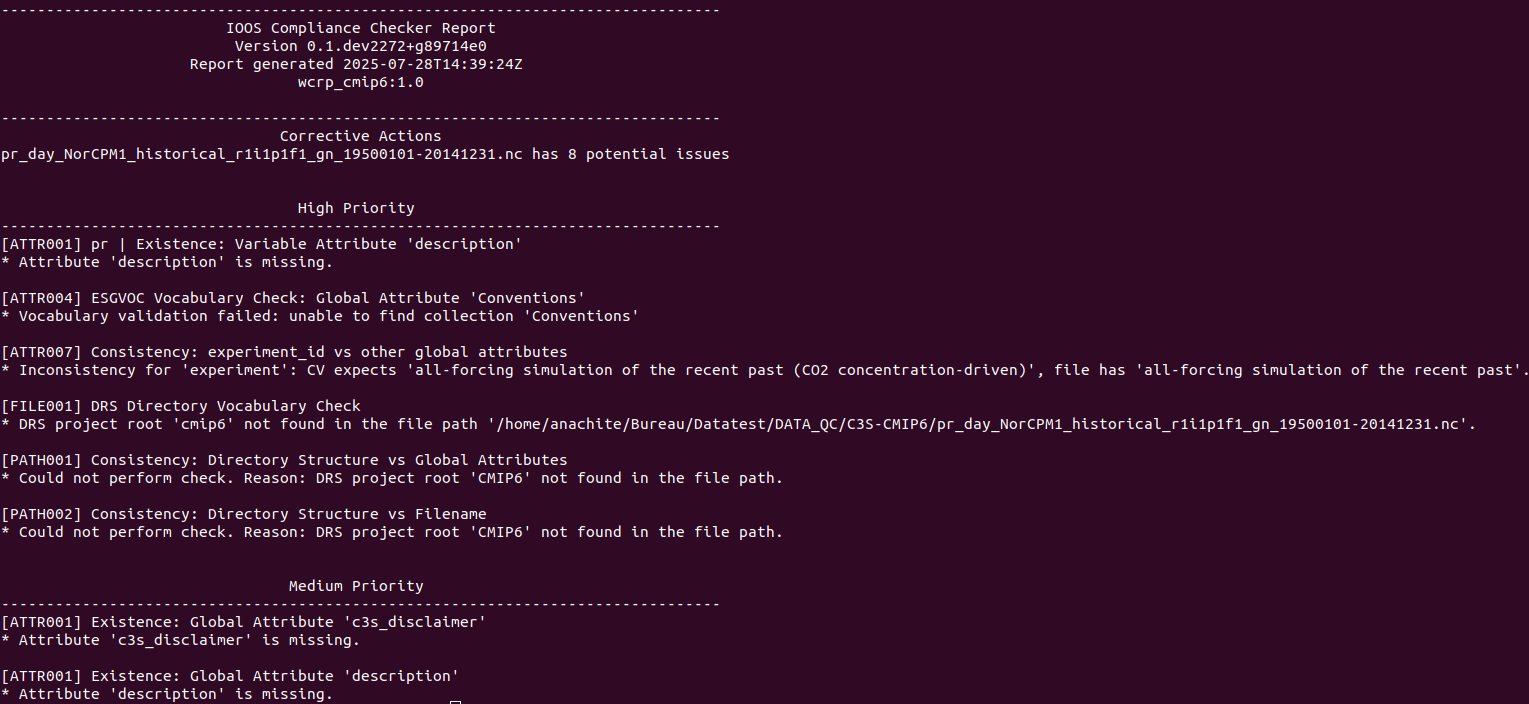 --------------------------------------------------------------------------------
IOOS Compliance Checker Report
Version 0.1.dev2272+g89714e0
Report generated 2025-07-28T14:39:24Z
wcrp_cmip6:1.0
--------------------------------------------------------------------------------
Corrective Actions
pr_day_NorCPM1_historical_r1i1p1f1_gn_19500101-20141231.nc has 8 potential issues
High Priority
--------------------------------------------------------------------------------
[ATTR001] pr | Existence: Variable Attribute 'description'
* Attribute 'description' is missing.
[ATTR004] ESGVOC Vocabulary Check: Global Attribute 'Conventions'
* Vocabulary validation failed: unable to find collection 'Conventions'
[ATTR007] Consistency: experiment_id vs other global attributes
* Inconsistency for 'experiment': CV expects 'all-forcing simulation of the recent past (CO2 concentration-driven)', file has 'all-forcing simulation of the recent past'.
[FILE001] DRS Directory Vocabulary Check
* DRS project root 'cmip6' not found in the file path '/home/anachite/Bureau/Datatest/DATA_QC/C3S-CMIP6/pr_day_NorCPM1_historical_r1i1p1f1_gn_19500101-20141231.nc'.
[PATH001] Consistency: Directory Structure vs Global Attributes
* Could not perform check. Reason: DRS project root 'CMIP6' not found in the file path.
[PATH002] Consistency: Directory Structure vs Filename
* Could not perform check. Reason: DRS project root 'CMIP6' not found in the file path.
Medium Priority
--------------------------------------------------------------------------------
[ATTR001] Existence: Global Attribute 'c3s_disclaimer'
* Attribute 'c3s_disclaimer' is missing.
[ATTR001] Existence: Global Attribute 'description'
* Attribute 'description' is missing.